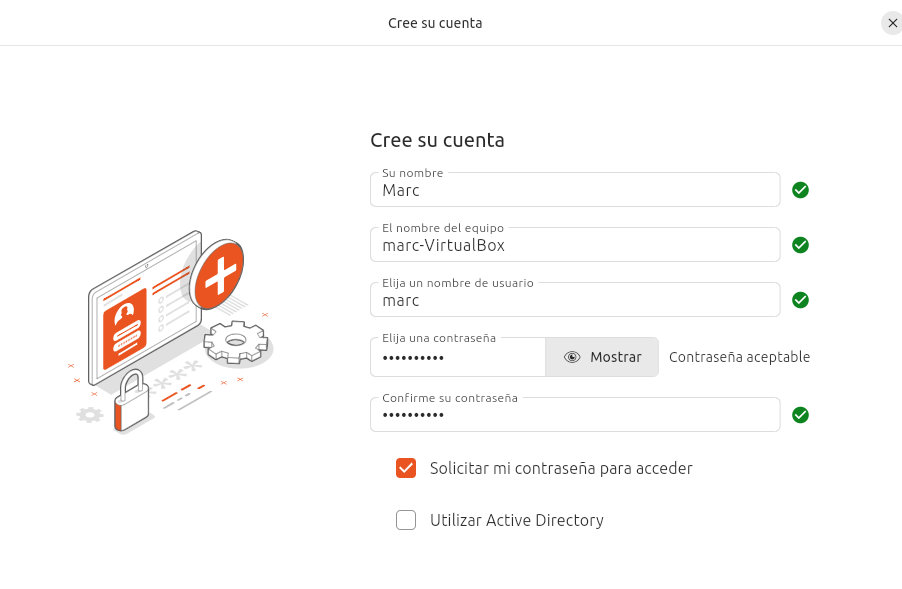 Cree su cuenta
Cree su cuenta
Su nombre
Marc
El nombre del equipo
marc-VirtualBox
Elija un nombre de usuario
marc
Elija una contraseña
••••••••••
Mostrar
Contraseña aceptable
Confirme su contraseña
••••••••••
Solicitar mi contraseña para acceder
Utilizar Active Directory